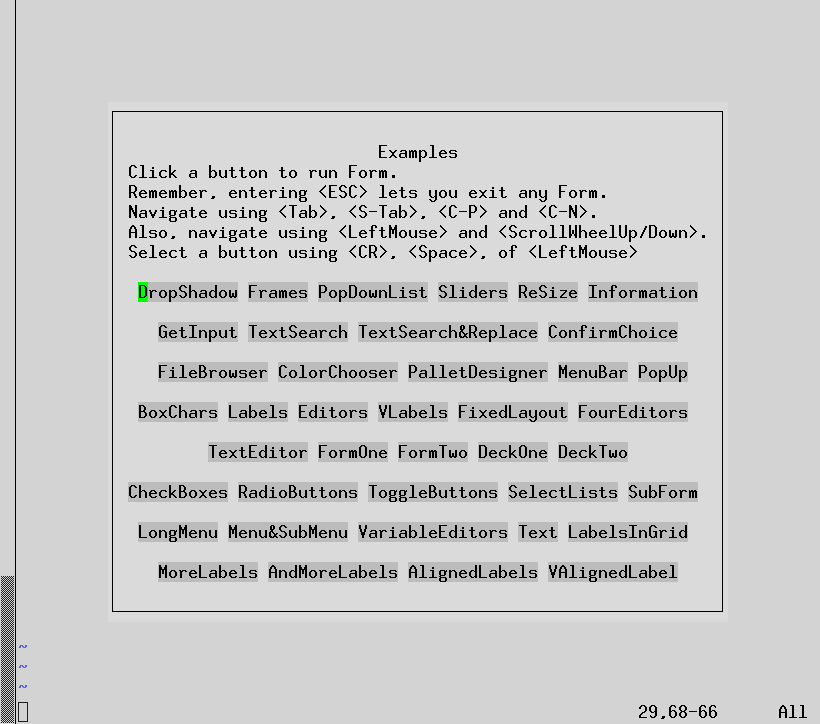 Examples
Click a button to run Form.
Remember, entering <ESC> lets you exit any Form.
Navigate using <Tab>, <S-Tab>, <C-P> and <C-N>.
Also, navigate using <LeftMouse> and <ScrollWheelUp/Down>.
Select a button using <CR>, <Space>, of <LeftMouse>
DropShadow Frames PopDownList Sliders ReSize Information
GetInput TextSearch TextSearch&Replace ConfirmChoice
FileBrowser ColorChooser PalletDesigner MenuBar PopUp
BoxChars Labels Editors VLabels FixedLayout FourEditors
TextEditor FormOne FormTwo DeckOne DeckTwo
CheckBoxes RadioButtons ToggleButtons SelectLists SubForm
LongMenu Menu&SubMenu VariableEditors Text LabelsInGrid
MoreLabels AndMoreLabels AlignedLabels VAlignedLabel
~
~
~
29,68-66 All